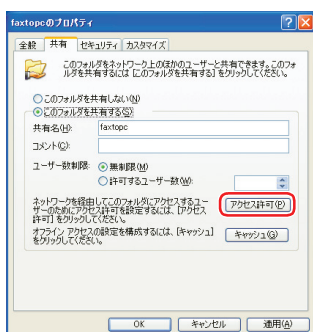 faxtopcのプロパティ
全般 共有 セキュリティ カスタマイズ
このフォルダをネットワーク上のほかのユーザーと共有できます。このフォ
ルダを共有するには [このフォルダを共有する] をクリックしてください。
このフォルダを共有しない(N)
このフォルダを共有する(S)
共有名(H): faxtopc
コメント(C):
ユーザー数制限: 無制限(M)
許可するユーザー数(W):
ネットワークを経由してこのフォルダにアクセスするユー
ザーのためにアクセス許可を設定するには、[アクセス
許可] をクリックしてください。
アクセス許可(P)
オフライン アクセスの設定を構成するには、[キャッシュ]
をクリックしてください。
キャッシュ(G)
OK キャンセル 適用(A)